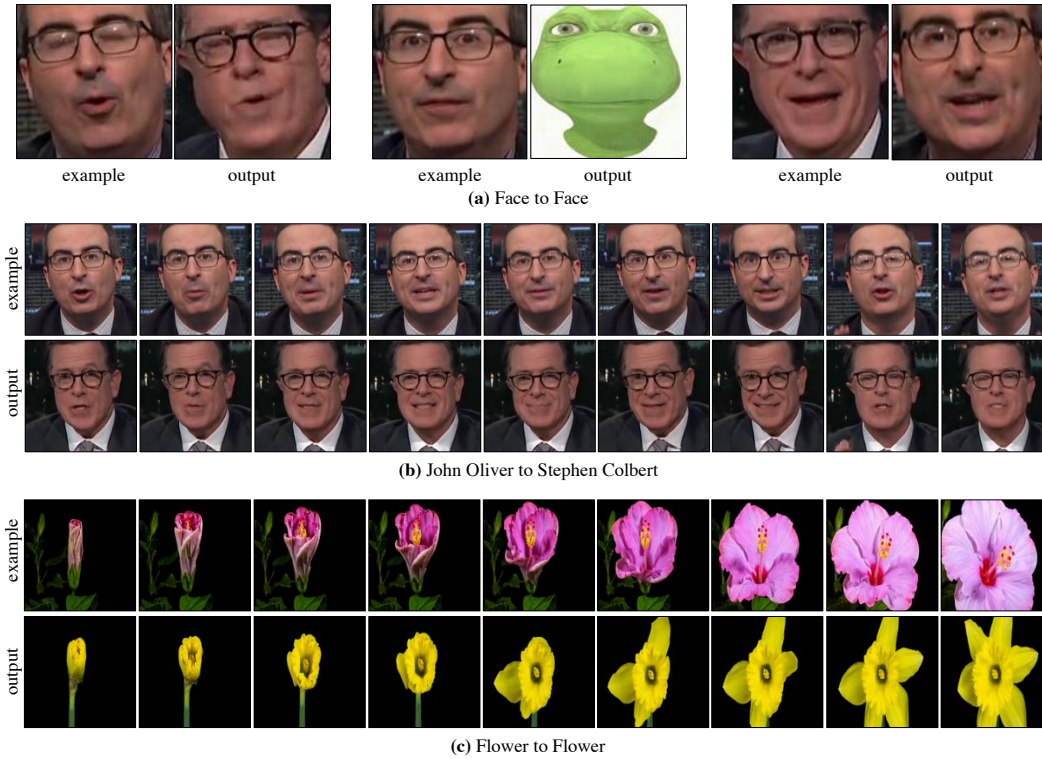 example output example output example output
(a) Face to Face
example
output
(b) John Oliver to Stephen Colbert
example
output
(c) Flower to Flower